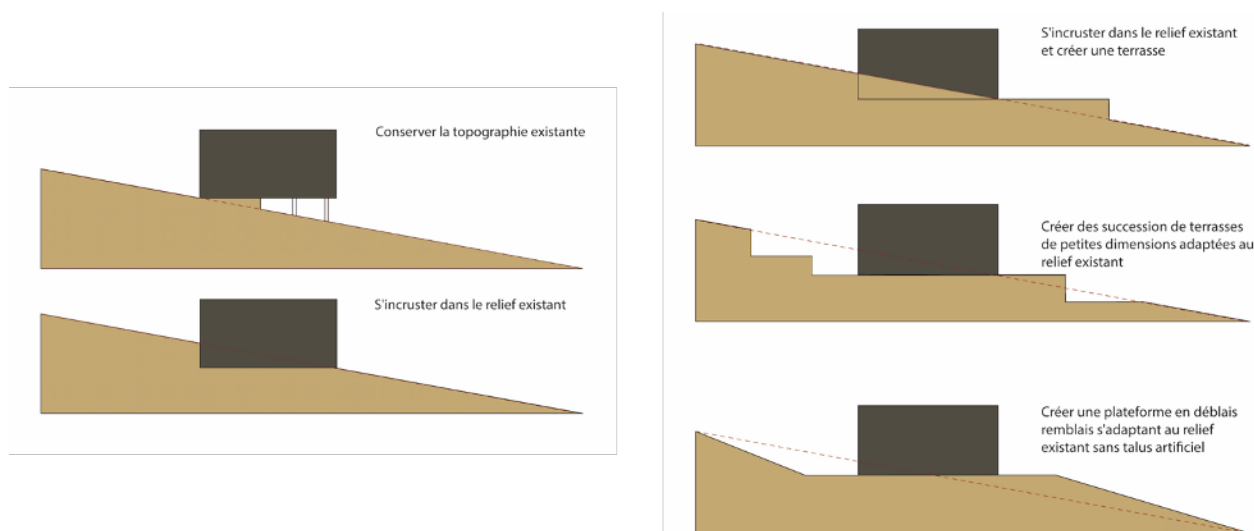 Conserver la topographie existante
S'incruster dans le relief existant
S'incruster dans le relief existant
et créer une terrasse
Créer des succession de terrasses
de petites dimensions adaptées au
relief existant
Créer une plateforme en déblais
remblais s'adaptant au relief
existant sans talus artificiel